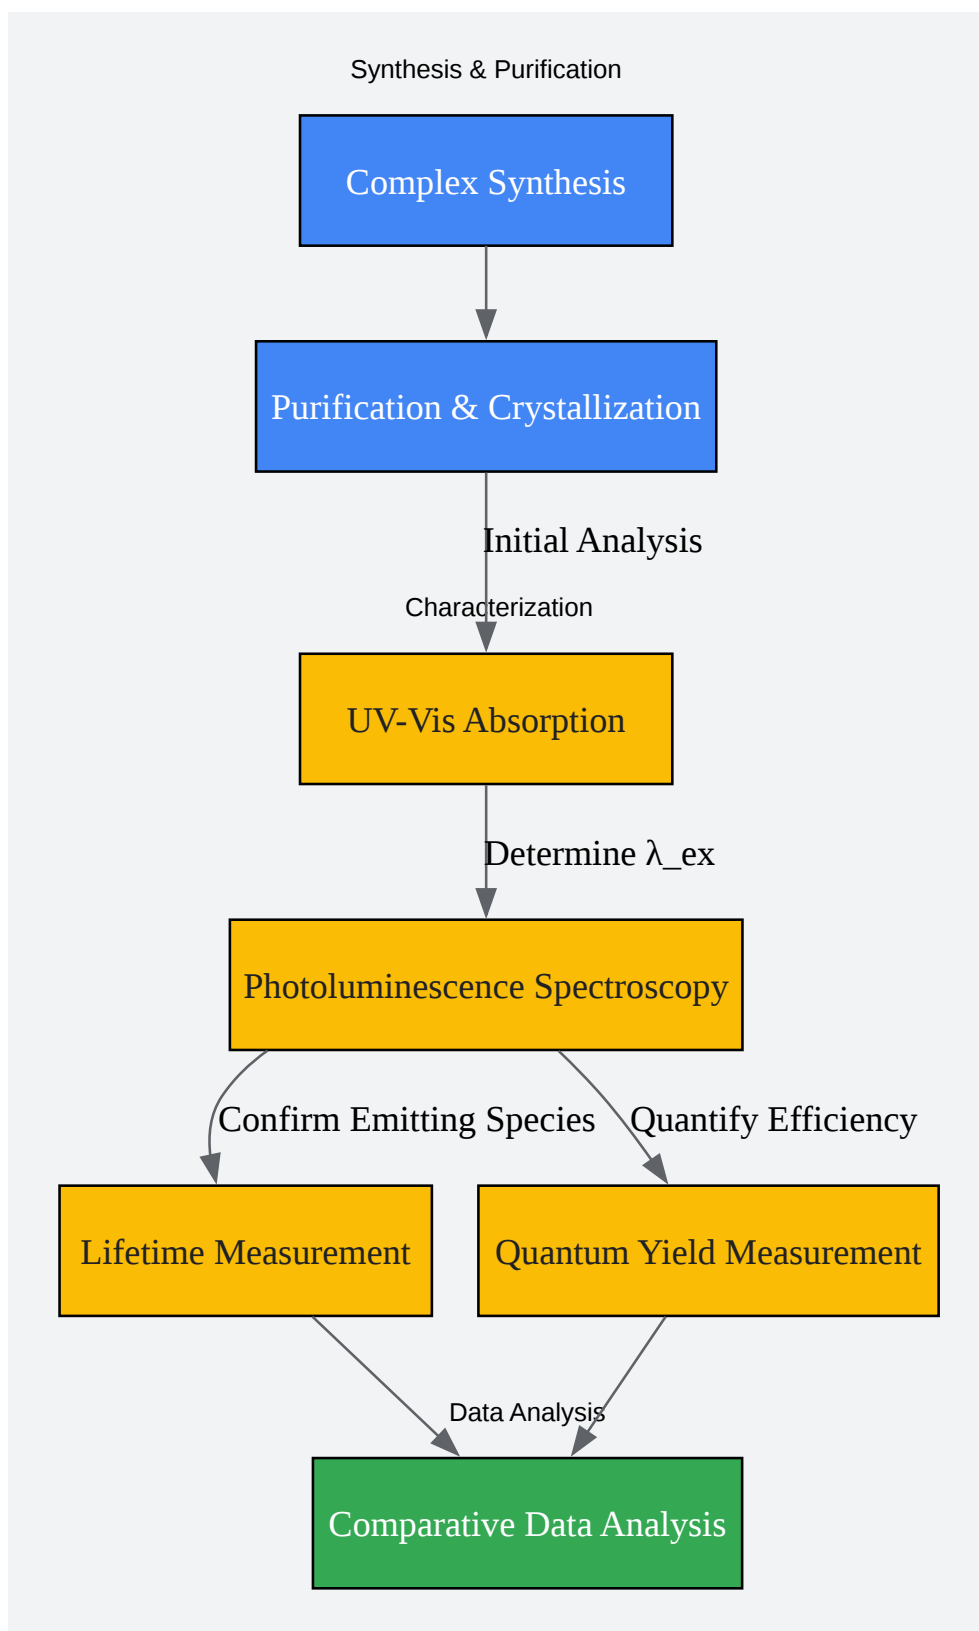 Synthesis & Purification
Complex Synthesis
Purification & Crystallization
Initial Analysis
Characterization
UV-Vis Absorption
Determine λ_ex
Photoluminescence Spectroscopy
Confirm Emitting Species
Quantify Efficiency
Lifetime Measurement
Quantum Yield Measurement
Data Analysis
Comparative Data Analysis